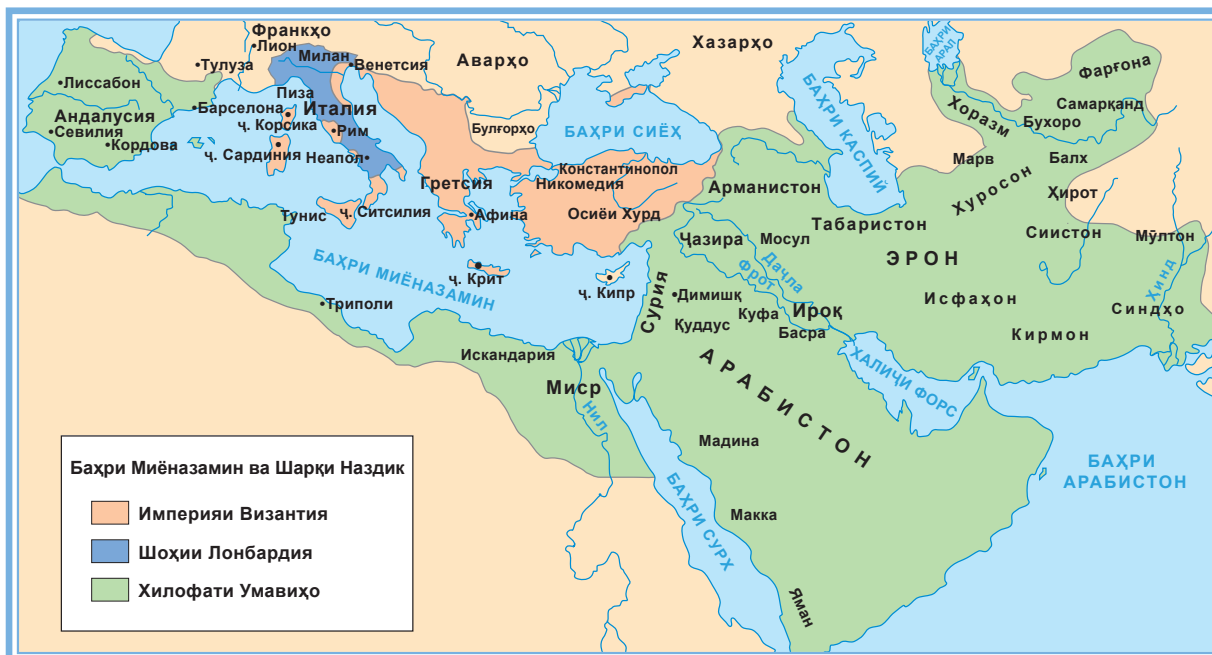 Франкҳо
Лион
Тулуза
Милан
Венетсия
Аварҳо
Хазарҳо
БАҲРИ
АРАЛ
Фарғона
Лиссабон
Андалусия
Севилия
Кордова
Барселона
Пиза
Италия
ҷ. Корсика
Рим
ҷ. Сардиния
Неапол
Булғорҳо
БАҲРИ СИЁҲ
БАҲРИ КАСПИЙ
Хоразм
Самарқанд
Бухоро
Марв
Балх
Хуросон
Ҳирот
Константинопол
Никомедия
Гретсия
Афина
Осиёи Хурд
Арманистон
Табаристон
Сиистон
Мӯлтон
Тунис
ҷ. Ситсилия
Ҷазира
Мосул
ЭРОН
БАҲРИ МИЁНАЗАМИН
ҷ. Крит
ҷ. Кипр
Сурия
Даҷла
Фрот
Димишқ
Куфа
Ироқ
Исфаҳон
Ҳинд
Синдҳо
Триполи
Қуддус
Басра
Кирмон
Искандария
АРАБИСТОН
ХАЛИҶИ ФОРС
Миср
Нил
Мадина
БАҲРИ
АРАБИСТОН
Макка
БАҲРИ СУРХ
Яман
Баҳри Миёназамин ва Шарқи Наздик
Империяи Византия
Шоҳии Лонбардия
Хилофати Умавиҳо